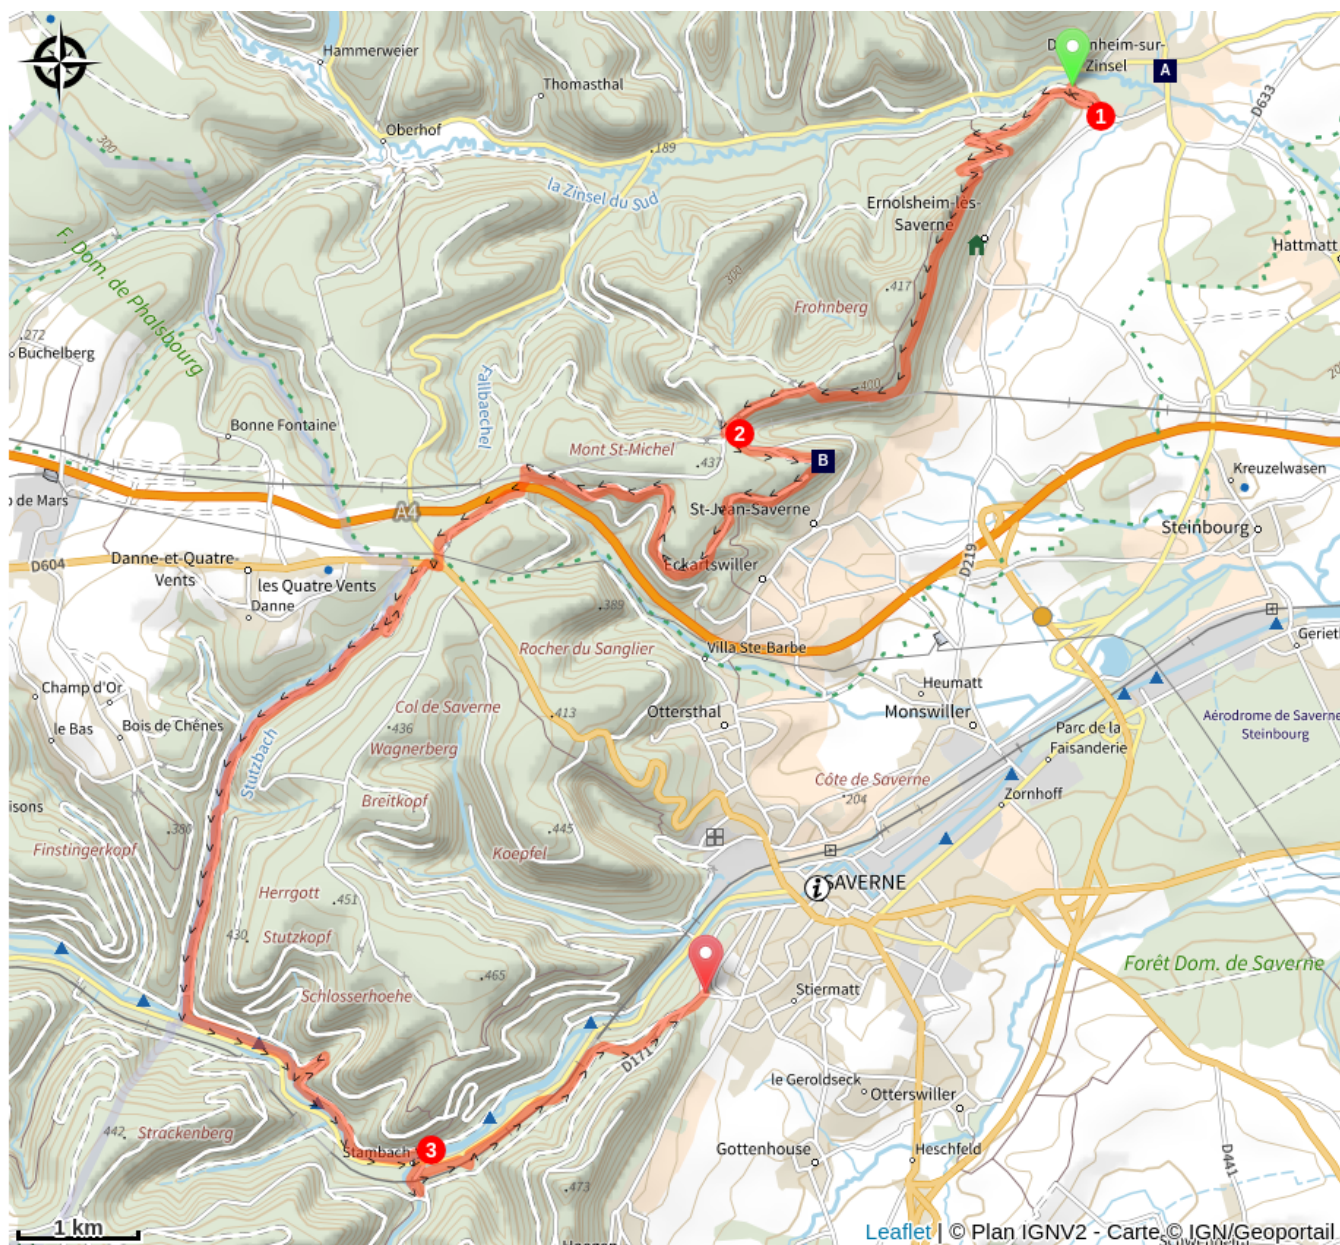 Hammerweier
D
enheim-sur-
Zinsel
A
Thomasthal
1
D633
Oberhof
300
.189
la Zinsel du Sud
Ernolsheim-lès-
Saverne
Hattmatt
F. Dom. de Phalsbourg
300
.417
Frohnberg
.272
Buchelberg
Fallbaechel
400
Bonne Fontaine
2
Mont St-Michel
.437
B
Kreuzelwasen
p de Mars
A4
St-Jean-Saverne
Steinbourg
D604
Danne-et-Quatre-
Vents
les Quatre Vents
Danne
Eckartswiller
D219
.389
Rocher du Sanglier
Villa Ste-Barbe
Champ d'Or
Heumatt
le Bas
Bois de Chênes
Col de Saverne
.436
.413
Ottersthal
Monswiller
Wagnerberg
Parc de la
Faisanderie
Aérodrome de Saverne
Steinbourg
Stutzbach
Côte de Saverne
.204
Zornhoff
isons
Breitkopf
.380
.445
Finstingerkopf
Koepfel
SAVERNE
Herrgott
.451
430
Stutzkopf
.465
Forêt Dom. de Saverne
Schlosserhoehe
Stiermatt
D171
le Geroldseck
Otterswiller
442
Strackenberg
Stambach
3
Gottenhouse
Heschfeld
D441
.473
1 km
Leaflet | © Plan IGNV2 - Carte © IGN/Geoportail